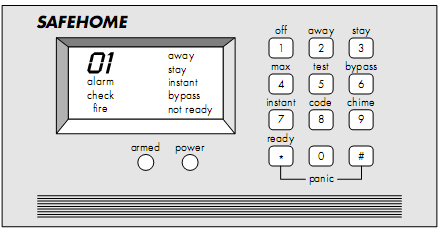 SAFEHOME
off away stay
01 away
1 2 3
stay
max test bypass
alarm instant
4 5 6
check bypass
fire not ready
instant code chime
7 8 9
armed power
ready
* 0 #
panic